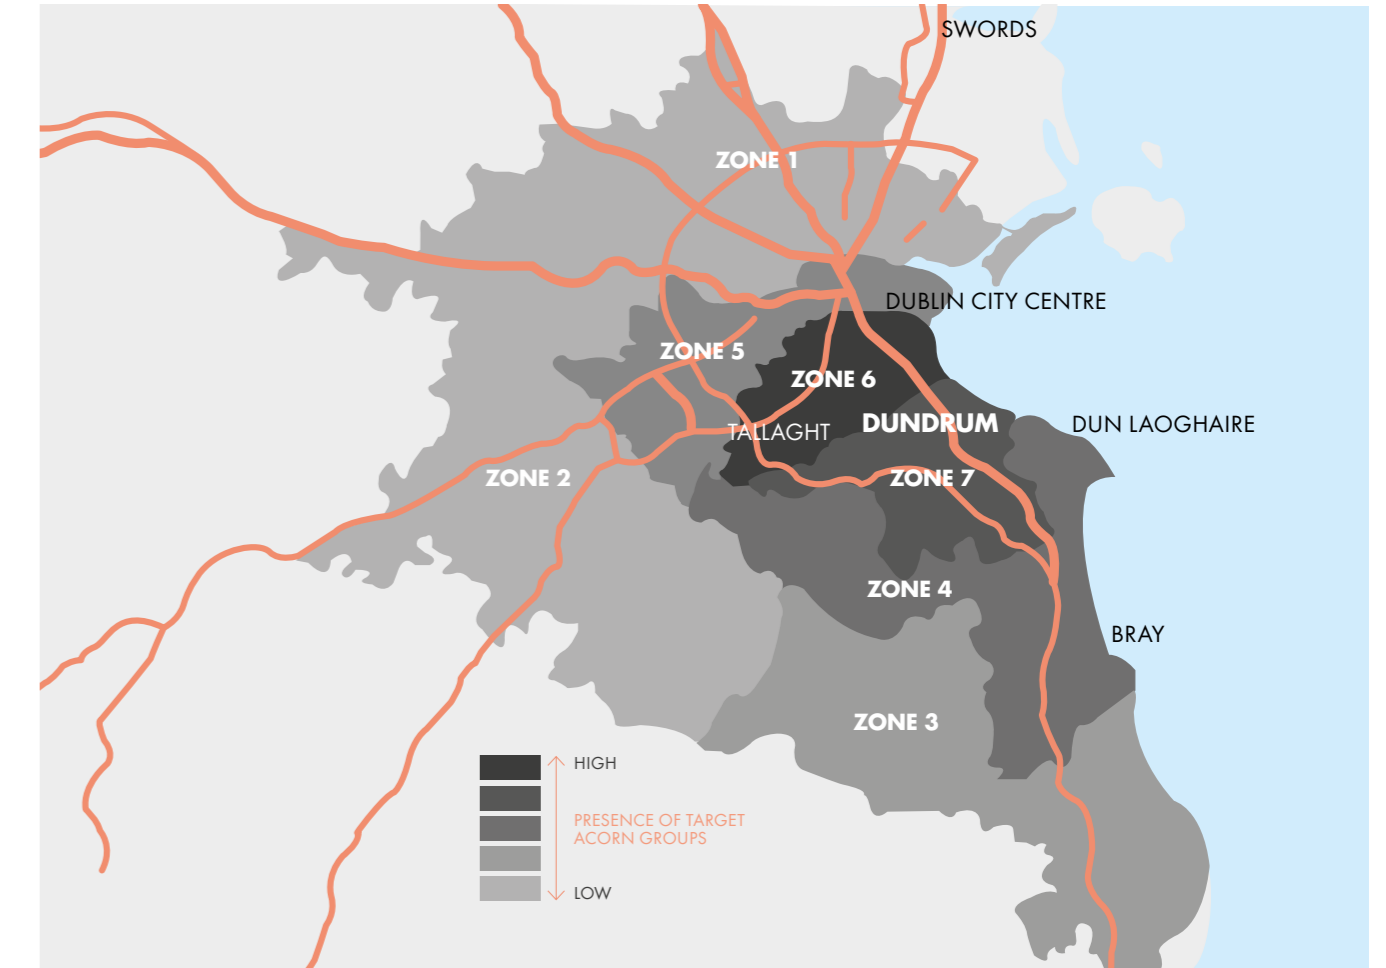 SWORDS
ZONE 1
DUBLIN CITY CENTRE
ZONE 5
ZONE 6
DUNDRUM
DUN LAOGHAIRE
TALLAGHT
ZONE 2
ZONE 7
ZONE 4
BRAY
ZONE 3
HIGH
PRESENCE OF TARGET
ACORN GROUPS
LOW